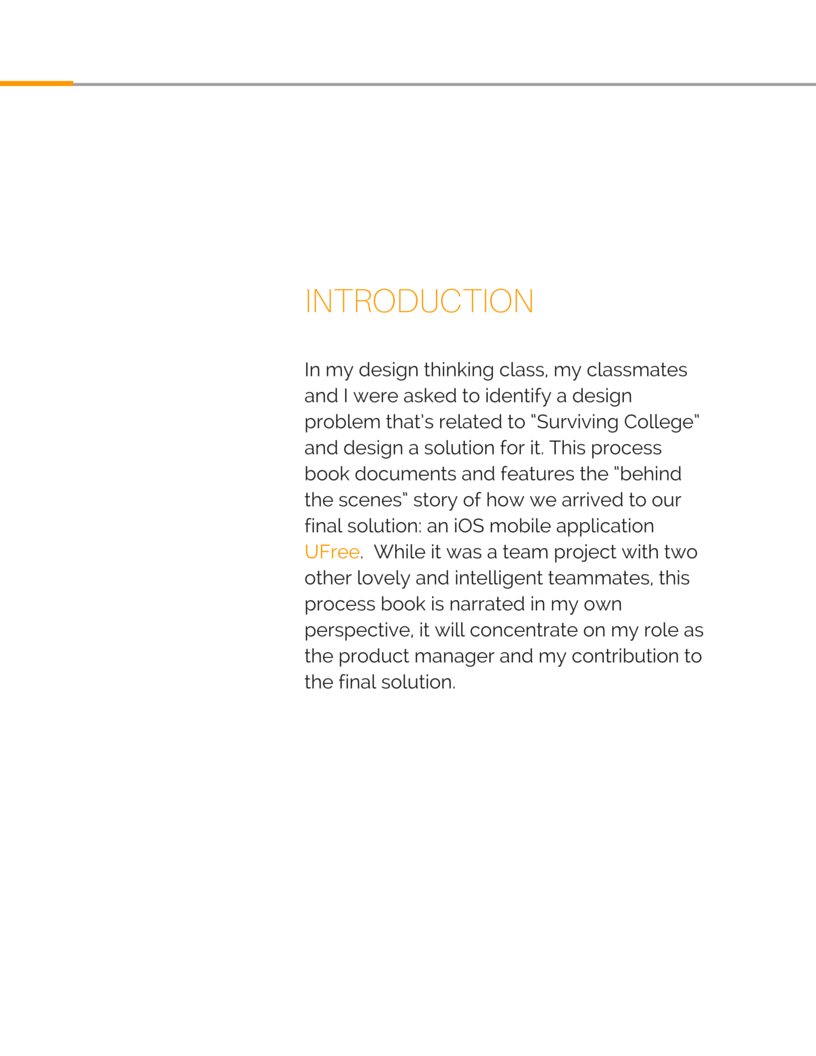 INTRODUCTION
In my design thinking class, my classmates
and I were asked to identify a design
problem that's related to "Surviving College"
and design a solution for it. This process
book documents and features the "behind
the scenes" story of how we arrived to our
final solution: an iOS mobile application
UFree.  While it was a team project with two
other lovely and intelligent teammates, this
process book is narrated in my own
perspective, it will concentrate on my role as
the product manager and my contribution to
the final solution.